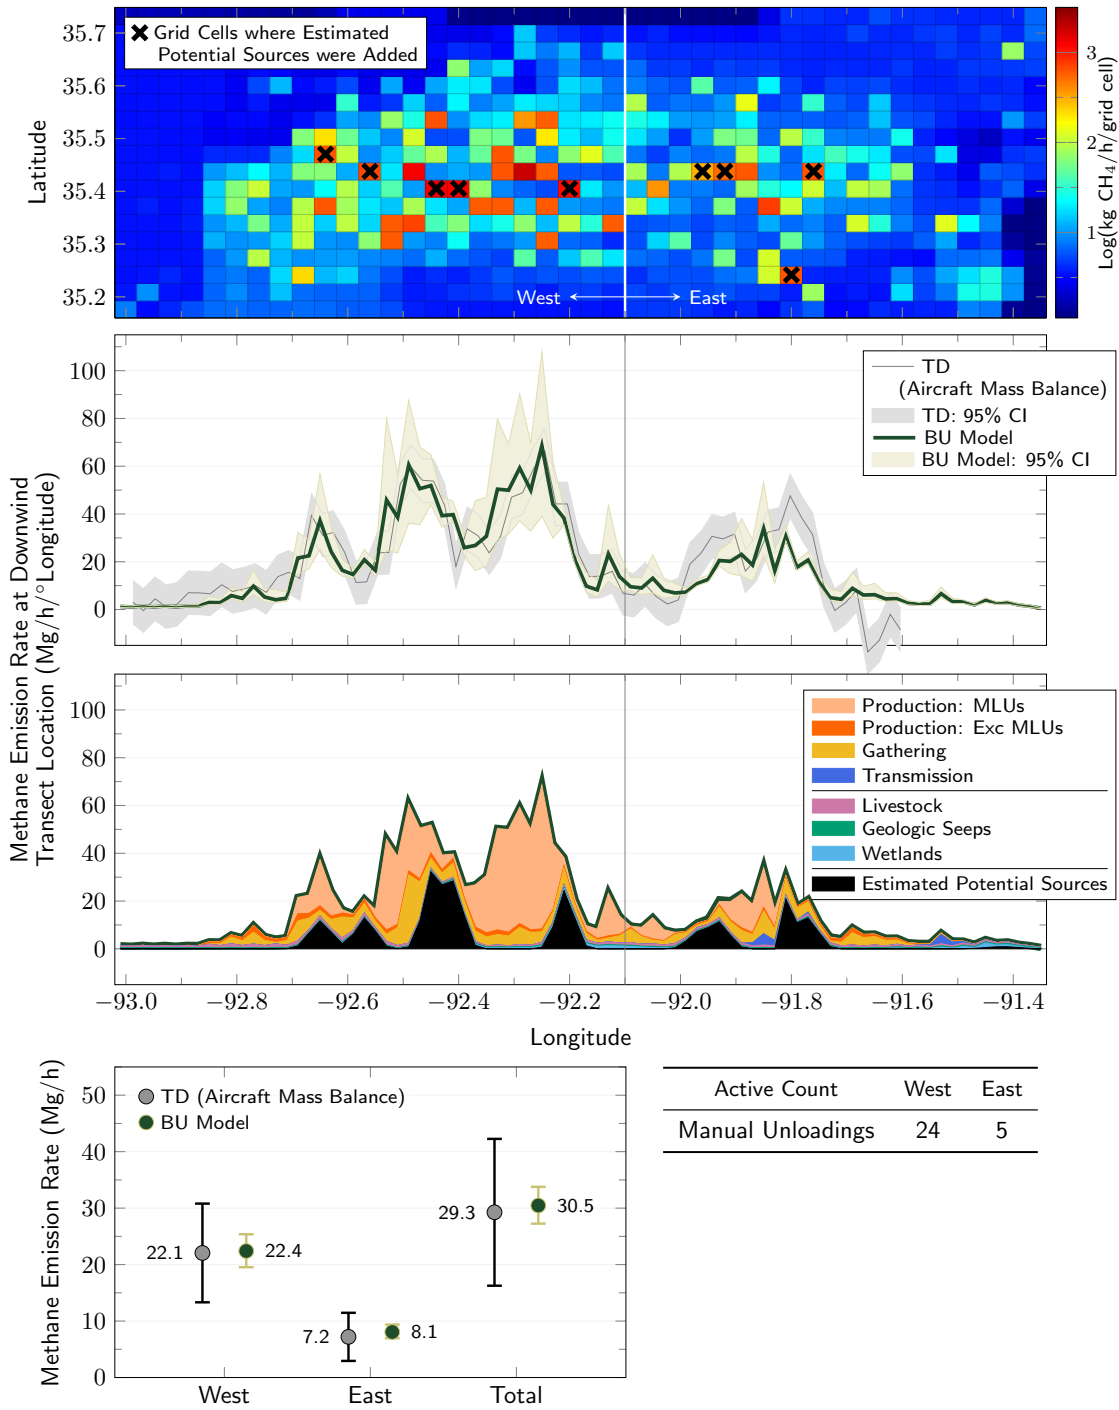 Grid Cells where Estimated
Potential Sources were Added
35.7
35.6
35.5
35.4
35.3
35.2
Latitude
West
East
3
2
1
Log(kg CH₄/h/grid cell)
100
80
60
40
20
0
TD
(Aircraft Mass Balance)
TD: 95% CI
BU Model
BU Model: 95% CI
Methane Emission Rate at Downwind
Transect Location (Mg/h/°Longitude)
100
80
60
40
20
0
Production: MLUs
Production: Exc MLUs
Gathering
Transmission
Livestock
Geologic Seeps
Wetlands
Estimated Potential Sources
−93.0 −92.8 −92.6 −92.4 −92.2 −92.0 −91.8 −91.6 −91.4
Longitude
Methane Emission Rate (Mg/h)
50
40
30
20
10
0
TD (Aircraft Mass Balance)
BU Model
22.1
22.4
7.2
8.1
29.3
30.5
West East Total
Active Count West East
Manual Unloadings 24 5